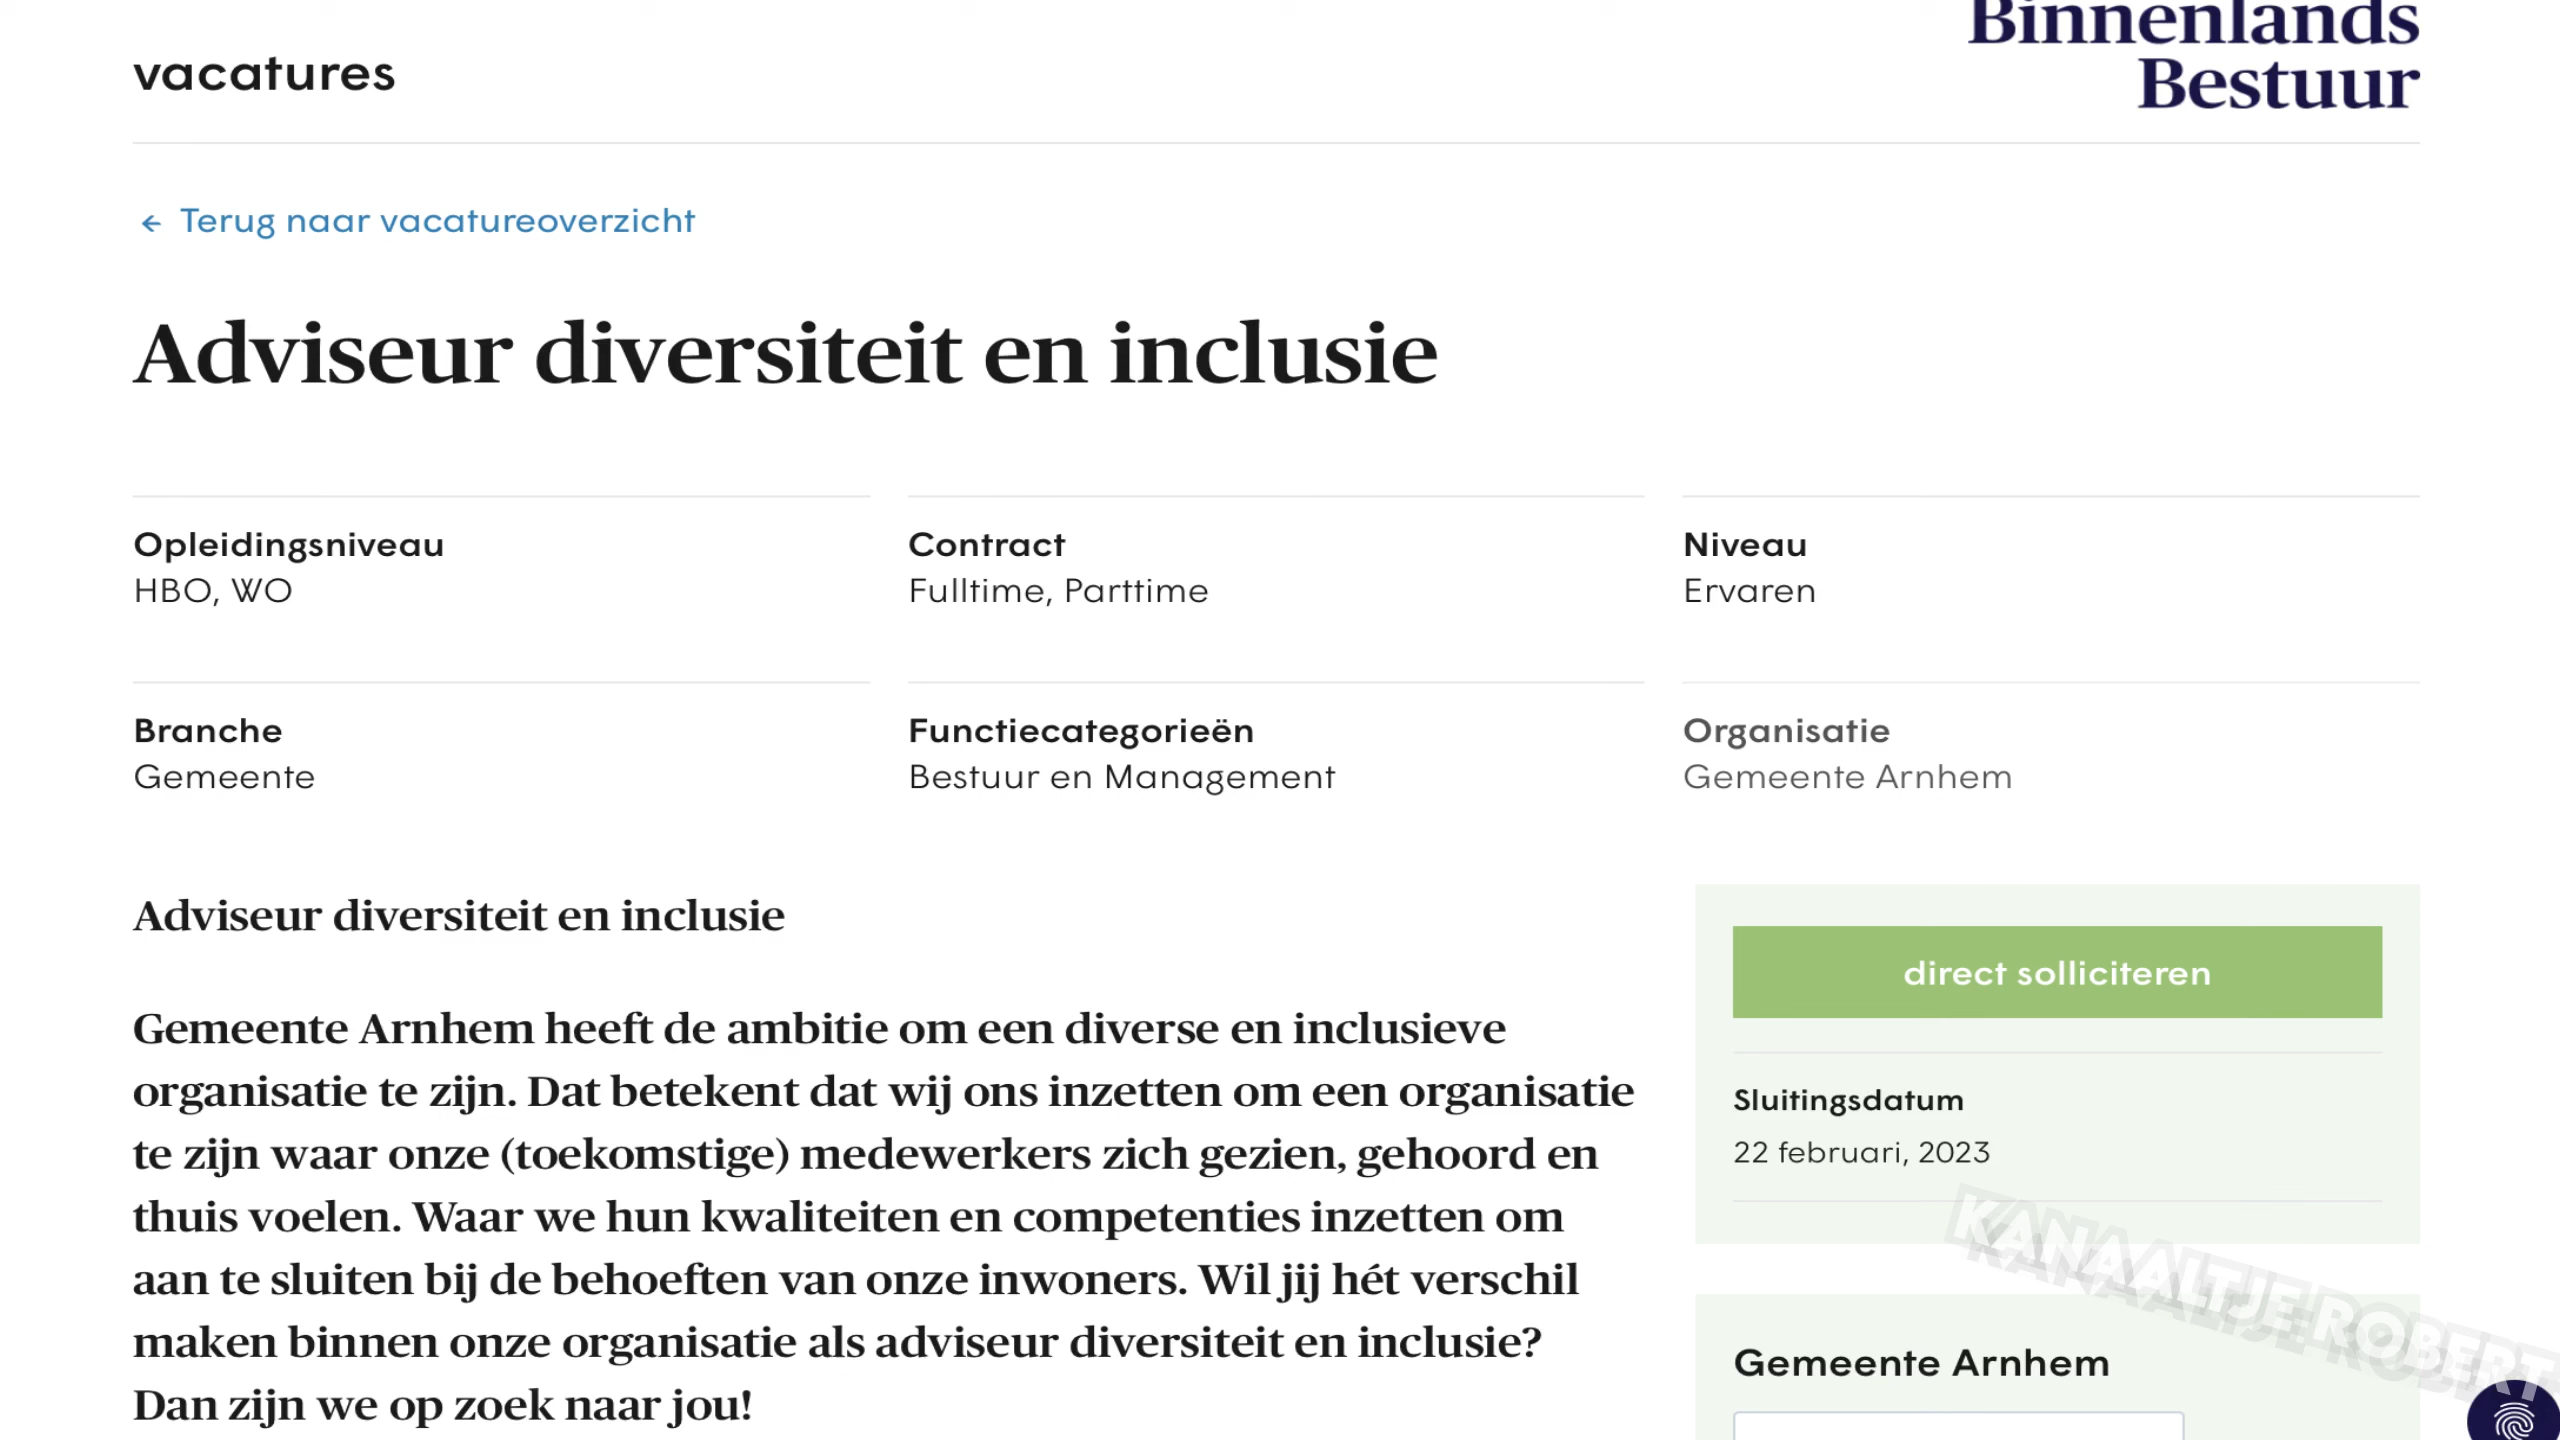 Binnenlands
Bestuur
vacatures
← Terug naar vacatureoverzicht
Adviseur diversiteit en inclusie
Opleidingsniveau
HBO, WO
Contract
Fulltime, Parttime
Niveau
Ervaren
Branche
Gemeente
Functiecategorieën
Bestuur en Management
Organisatie
Gemeente Arnhem
Adviseur diversiteit en inclusie
Gemeente Arnhem heeft de ambitie om een diverse en inclusieve
organisatie te zijn. Dat betekent dat wij ons inzetten om een organisatie
te zijn waar onze (toekomstige) medewerkers zich gezien, gehoord en
thuis voelen. Waar we hun kwaliteiten en competenties inzetten om
aan te sluiten bij de behoeften van onze inwoners. Wil jij hét verschil
maken binnen onze organisatie als adviseur diversiteit en inclusie?
Dan zijn we op zoek naar jou!
direct solliciteren
Sluitingsdatum
22 februari, 2023
Gemeente Arnhem
KANAALTJE ROBERT